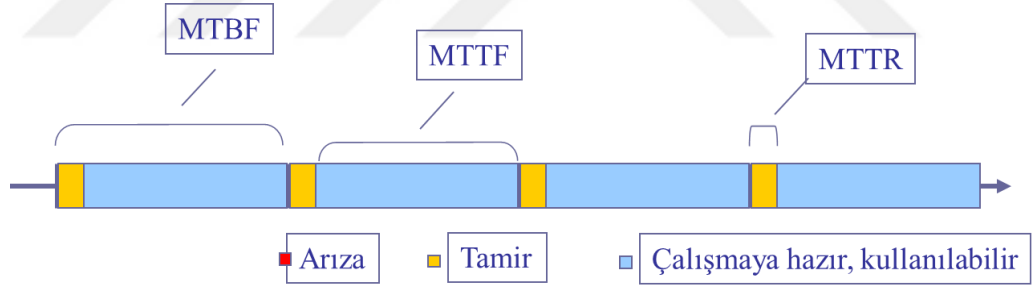 MTBF
MTTF
MTTR
Arıza
Tamir
Çalışmaya hazır, kullanılabilir